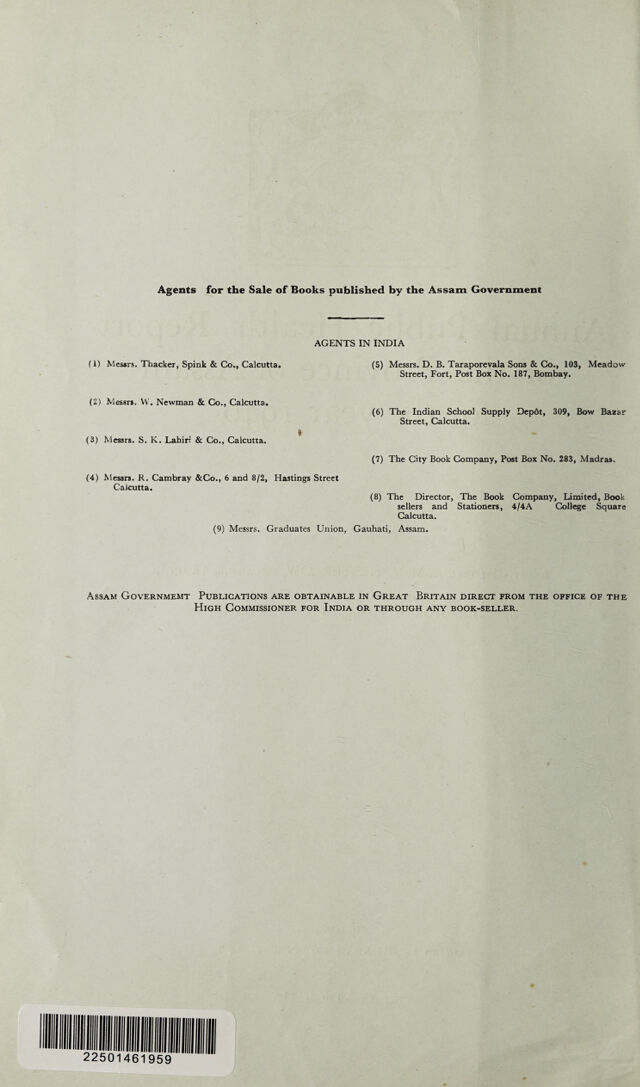 Agents for the Sale of Books published by the Assam Government
AGENTS IN INDIA
(1) Messrs. Thacker, Spink & Co., Calcutta.
(2) Messrs. W. Newman & Co., Calcutta.
(3) Messrs. S. K. Lahiri & Co., Calcutta.
(4) Messrs. R. Cambray &Co., 6 and 8/2, Hastings Street
Calcutta.
(5) Messrs. D. B. Taraporevala Sons & Co., 103, Meadow
Street, Fort, Post Box No. 187, Bombay.
(6) The Indian School Supply Depôt, 309, Bow Bazar
Street, Calcutta.
(7) The City Book Company, Post Box No. 283, Madras.
(8) The Director, The Book Company, Limited, Book
sellers and Stationers, 4/4A College Square
Calcutta.
(9) Messrs. Graduates Union, Gauhati, Assam.
Assam Governmemt Publications are obtainable in Great Britain direct from the office of the
High Commissioner for India or through any book-seller.
22501461959